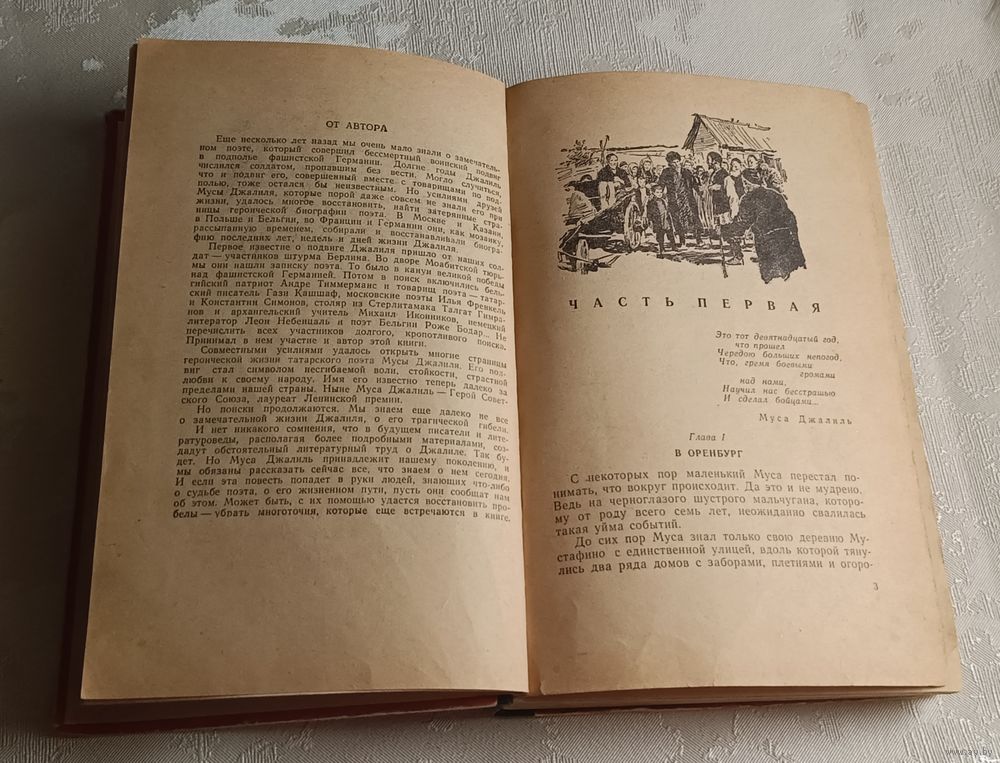 ОТ АВТОРА
Еще несколько лет назад мы очень мало знали о замечатель-
ном поэте, который совершил бессмертный воинский подвиг
в подполье фашистской Германии. Долгие годы Джалиль
числился солдатом, пропавшим без вести. Могло случиться,
что и подвиг его, совершенный вместе с товарищами по под-
полью, тоже остался бы неизвестным. Но усилиями друзей
Мусы Джалиля, которые порой даже совсем не знали его при
жизни, удалось многое восстановить, найти затерянные стра-
ницы героической биографии поэта. В Москве и Казани,
в Польше и Бельгии, во Франции и Германии они, как мозаику,
рассыпанную временем, собирали и восстанавливали биогра-
фию последних лет, недель и дней жизни Джалиля.
Первое известие о подвиге Джалиля пришло от наших сол-
дат — участников штурма Берлина. Во дворе Моабитской тюрь-
мы они нашли записку поэта. То было в канун великой победы
над фашистской Германией. Потом в поиск включились бель-
гийский патриот Андре Тиммерманс и товарищ поэта — татар-
ский писатель Гази Кашшаф, московские поэты Илья Френкель
и Константин Симонов, столяр из Стерлитамака Талгат Гимра-
нов и архангельский учитель Михаил Иконников, немецкий
литератор Леон Небенцаль и поэт Бельгии Роже Бодар... Не
перечислить всех участников долгого, кропотливого поиска.
Принимал в нем участие и автор этой книги.
Совместными усилиями удалось открыть многие страницы
героической жизни татарского поэта Мусы Джалиля. Его под-
виг стал символом несгибаемой воли, стойкости, страстной
любви к своему народу. Имя его известно теперь далеко за
пределами нашей страны. Ныне Муса Джалиль — Герой Совет-
ского Союза, лауреат Ленинской премии.
Но поиски продолжаются. Мы знаем еще далеко не все
о замечательной жизни Джалиля, о его трагической гибели.
И нет никакого сомнения, что в будущем писатели и лите-
ратуроведы, располагая более подробными материалами, соз-
дадут обстоятельный литературный труд о Джалиле. Так бу-
дет. Но Муса Джалиль принадлежит нашему поколению, и
мы обязаны рассказать сейчас все, что знаем о нем сегодня.
И если эта повесть попадет в руки людей, знающих что-либо
о судьбе поэта, о его жизненном пути, пусть они сообщат нам
об этом. Может быть, с их помощью удастся восстановить про-
белы — убрать многоточия, которые еще встречаются в книге.
ЧАСТЬ ПЕРВАЯ
Это тот девятнадцатый год,
что прошел
Чередою больших непогод,
Что, гремя боевыми
громами
над нами,
Научил нас бесстрашью
И сделал бойцами...
Муса Джалиль
Глава I
В ОРЕНБУРГ
С некоторых пор маленький Муса перестал по-
нимать, что вокруг происходит. Да это и не мудрено.
Ведь на черноглазого шустрого мальчугана, которо-
му от роду всего семь лет, неожиданно свалилась
такая уйма событий.
До сих пор Муса знал только свою деревню Му-
стафино с единственной улицей, вдоль которой тяну-
лись два ряда домов с заборами, плетнями и огоро-
3
www.ay.by